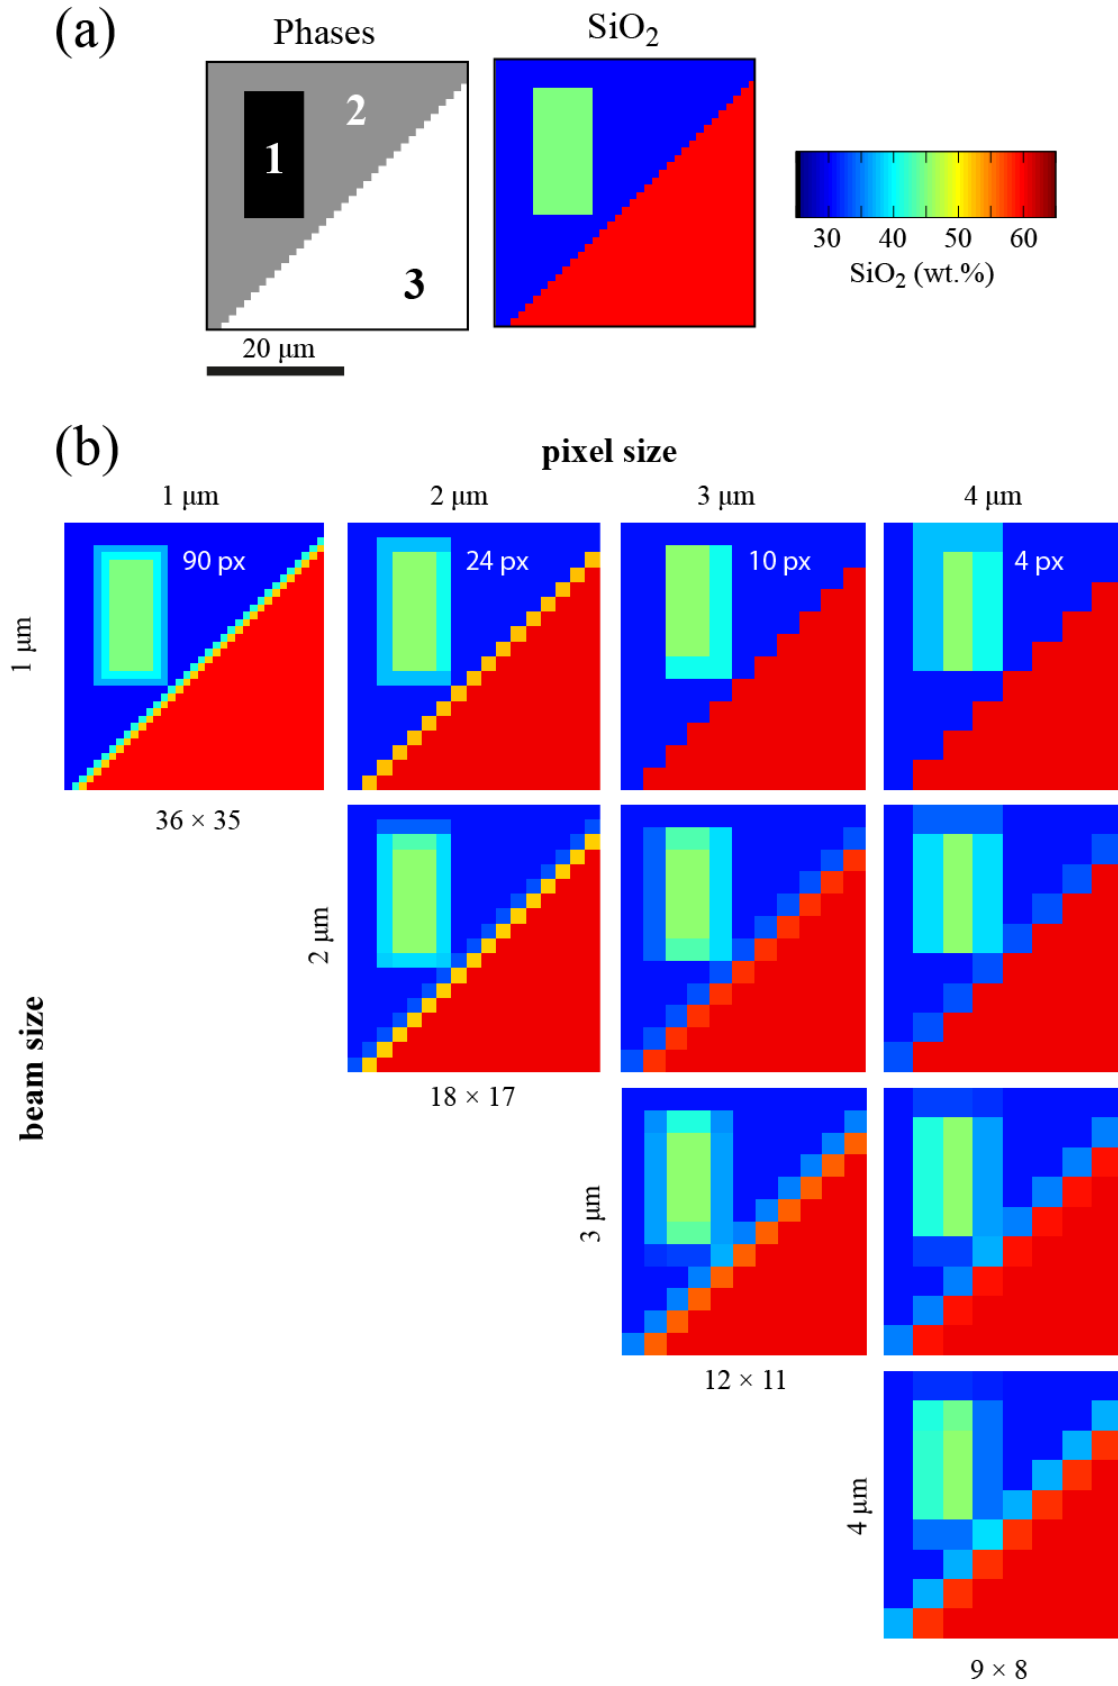 (a)
Phases
SiO₂
1
2
3
20 μm
30 40 50 60
SiO₂ (wt.%)
(b)
pixel size
1 μm 2 μm 3 μm 4 μm
beam size
1 μm
90 px
24 px
10 px
4 px
36 × 35
2 μm
18 × 17
3 μm
12 × 11
4 μm
9 × 8